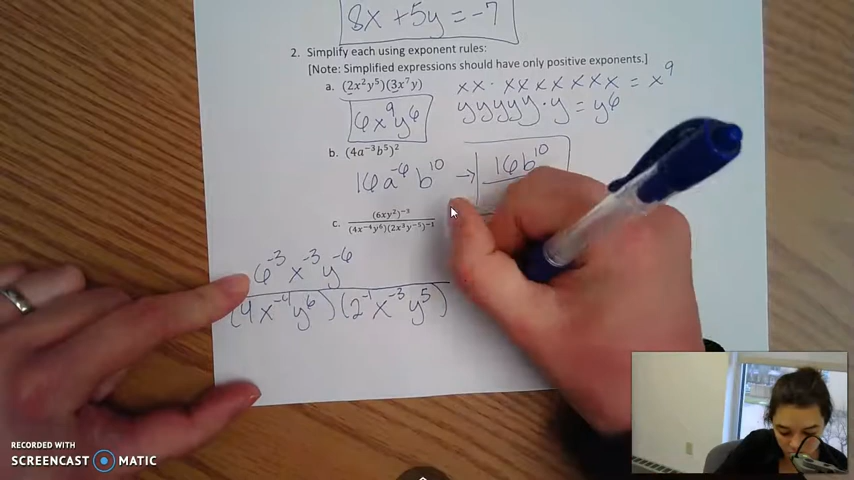 8x + 5y = -7
2. Simplify each using exponent rules:
[Note: Simplified expressions should have only positive exponents.]
a. (2x²y⁵)(3x⁷y)
xx · xxxxxxx = x⁹
6x⁹y⁶
yyyyy · y = y⁶
b. (4a⁻³b⁵)²
16a⁻⁶b¹⁰ → 16b¹⁰
c. (6xy²)⁻³
(4x⁻⁴y⁶)(2x³y⁻⁵)⁻¹
6⁻³x⁻³y⁻⁶
(4x⁻⁴y⁶)(2⁻¹x⁻³y⁵)
RECORDED WITH
SCREENCAST MATIC